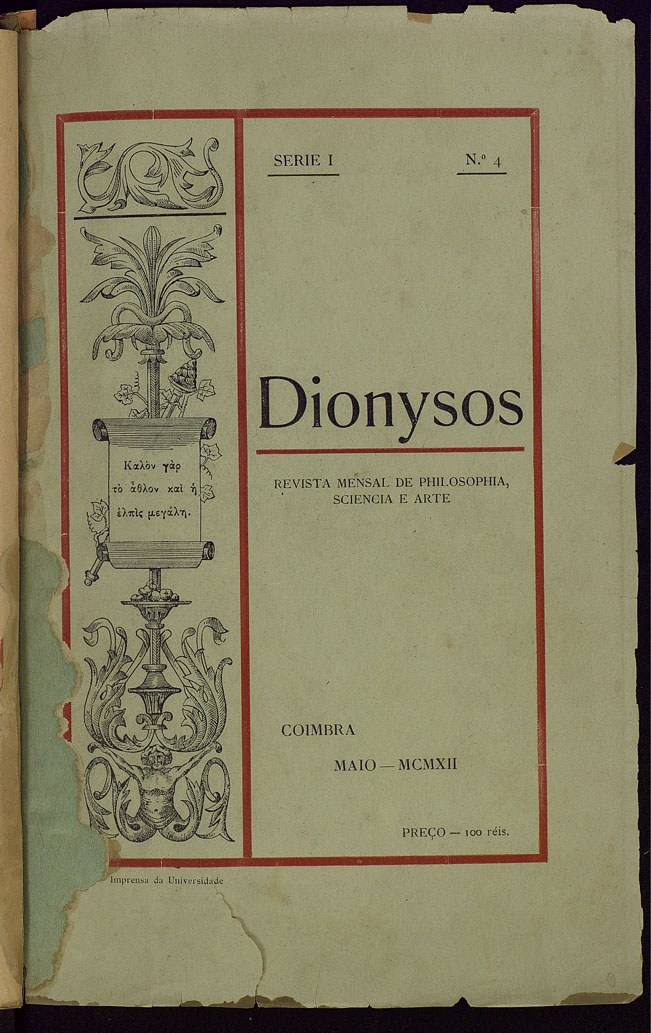 SERIE I
N.º 4
Dionysos
REVISTA MENSAL DE PHILOSOPHIA,
SCIENCIA E ARTE
Καλὸν γὰρ
τὸ ἆθλον καὶ ἡ
ἐλπὶς μεγάλη.
COIMBRA
MAIO — MCMXII
PREÇO — 100 réis.
Imprensa da Universidade